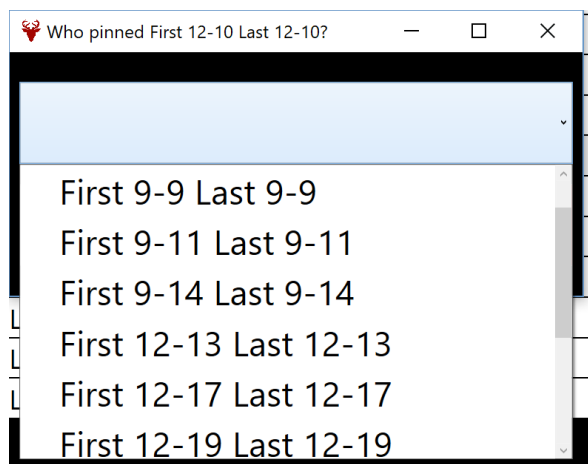 Who pinned First 12-10 Last 12-10?
First 9-9 Last 9-9
First 9-11 Last 9-11
First 9-14 Last 9-14
First 12-13 Last 12-13
First 12-17 Last 12-17
First 12-19 Last 12-19